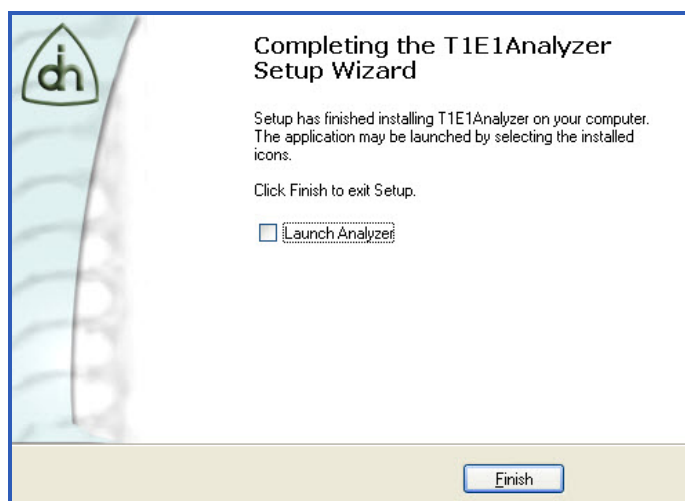 dn
Completing the T1E1Analyzer
Setup Wizard
Setup has finished installing T1E1Analyzer on your computer.
The application may be launched by selecting the installed
icons.
Click Finish to exit Setup.
Launch Analyzer
Finish